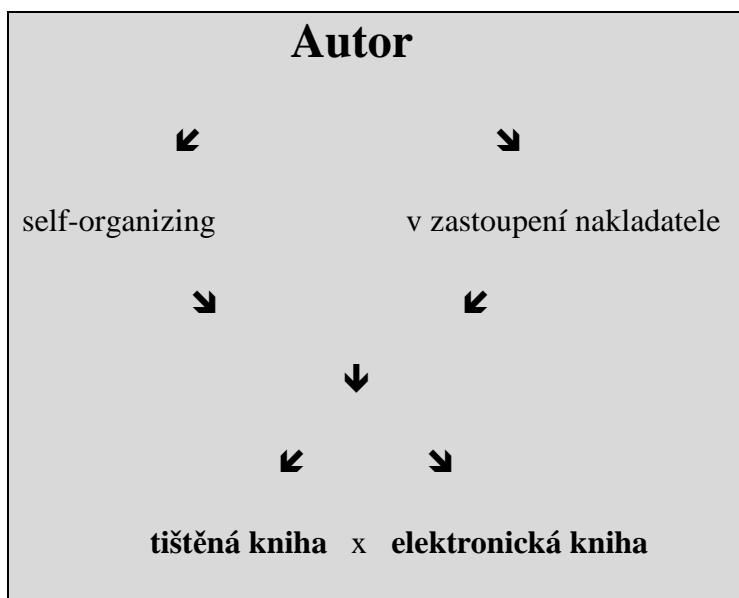 Autor
self-organizing v zastoupení nakladatele
tištěná kniha x elektronická kniha